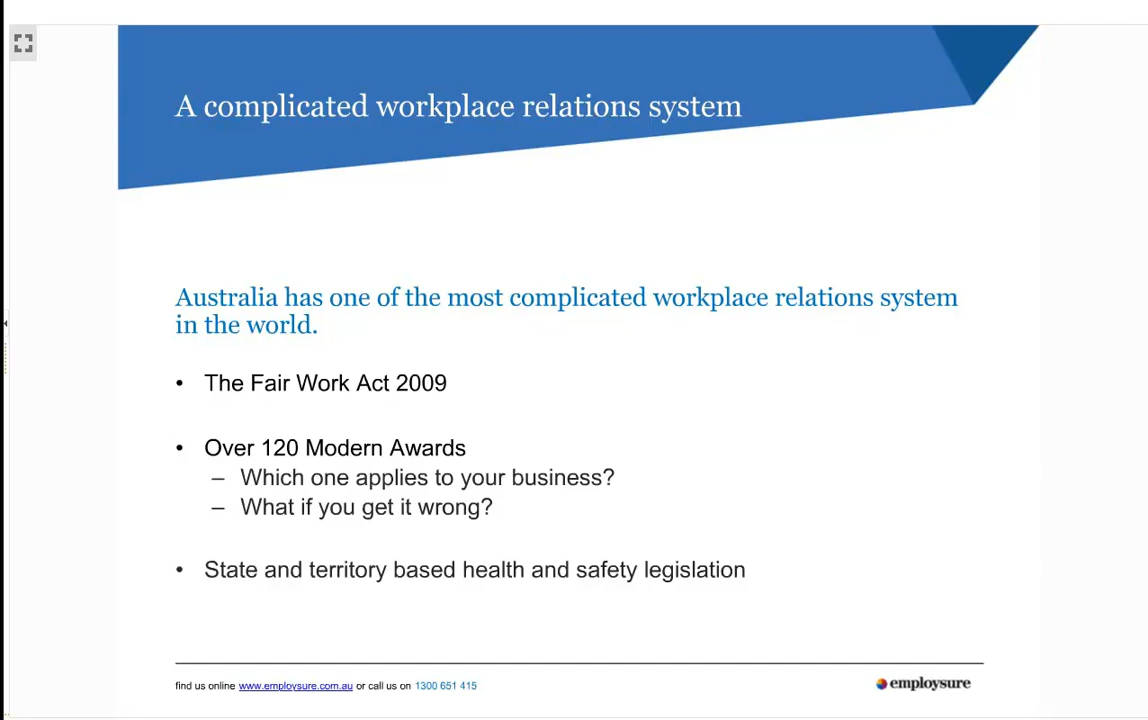 A complicated workplace relations system
Australia has one of the most complicated workplace relations system
in the world.
• The Fair Work Act 2009
• Over 120 Modern Awards
– Which one applies to your business?
– What if you get it wrong?
• State and territory based health and safety legislation
find us online www.employsure.com.au or call us on 1300 651 415
employsure